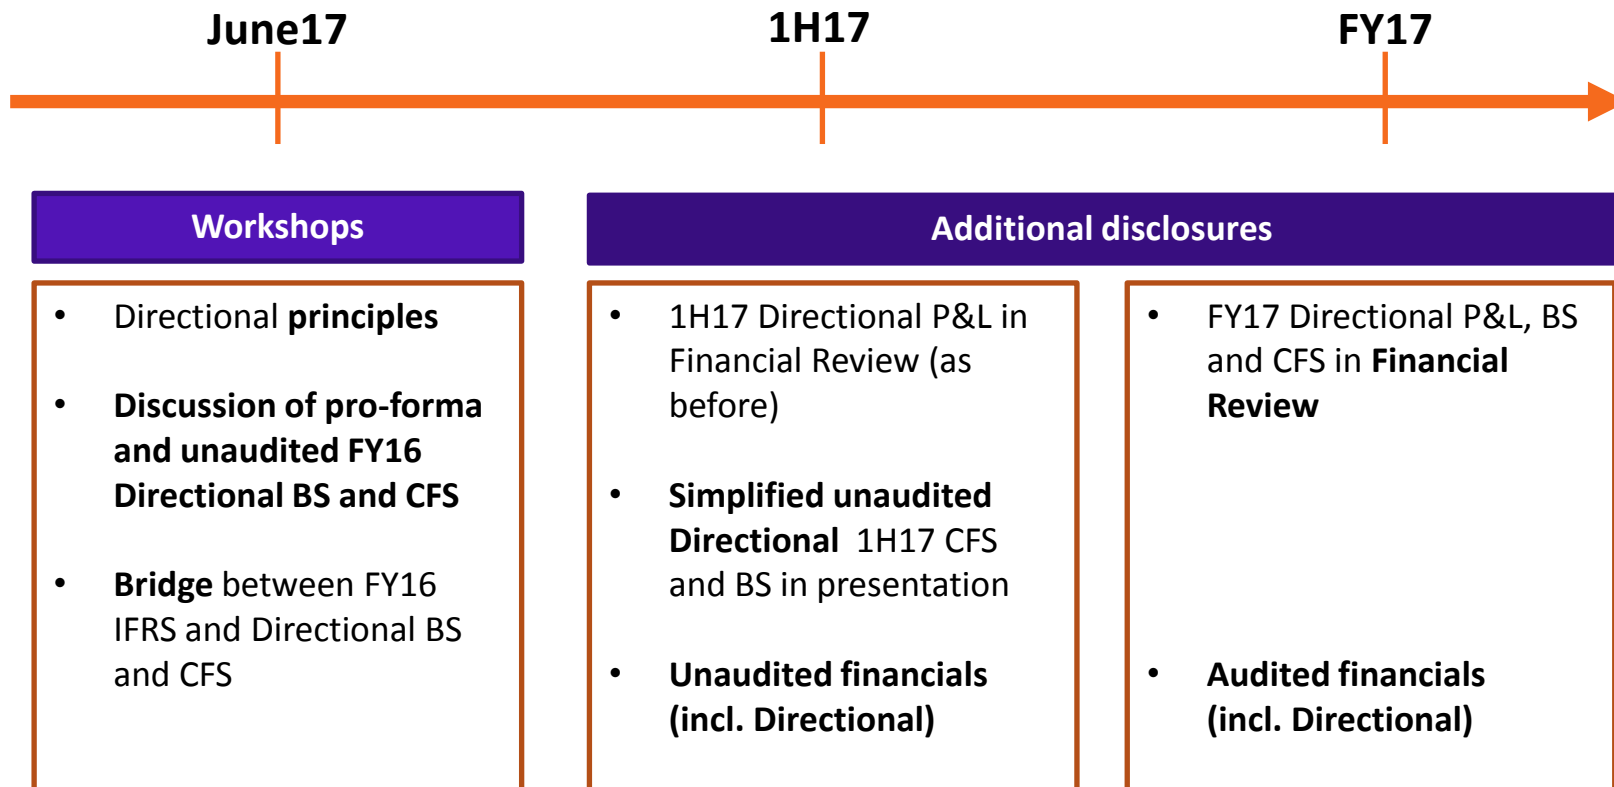 June17
1H17
FY17
Workshops
Additional disclosures
• Directional principles
• Discussion of pro-forma
and unaudited FY16
Directional BS and CFS
• Bridge between FY16
IFRS and Directional BS
and CFS
• 1H17 Directional P&L in
Financial Review (as
before)
• Simplified unaudited
Directional 1H17 CFS
and BS in presentation
• Unaudited financials
(incl. Directional)
• FY17 Directional P&L, BS
and CFS in Financial
Review
• Audited financials
(incl. Directional)